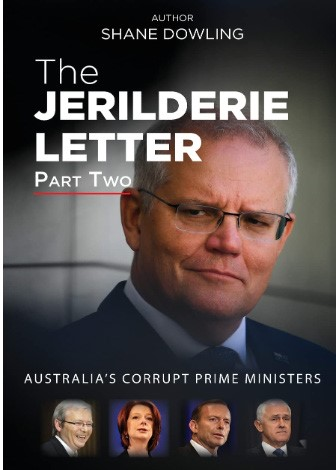 AUTHOR
SHANE DOWLING
The
JERILDERIE
LETTER
PART TWO
AUSTRALIA'S CORRUPT PRIME MINISTERS